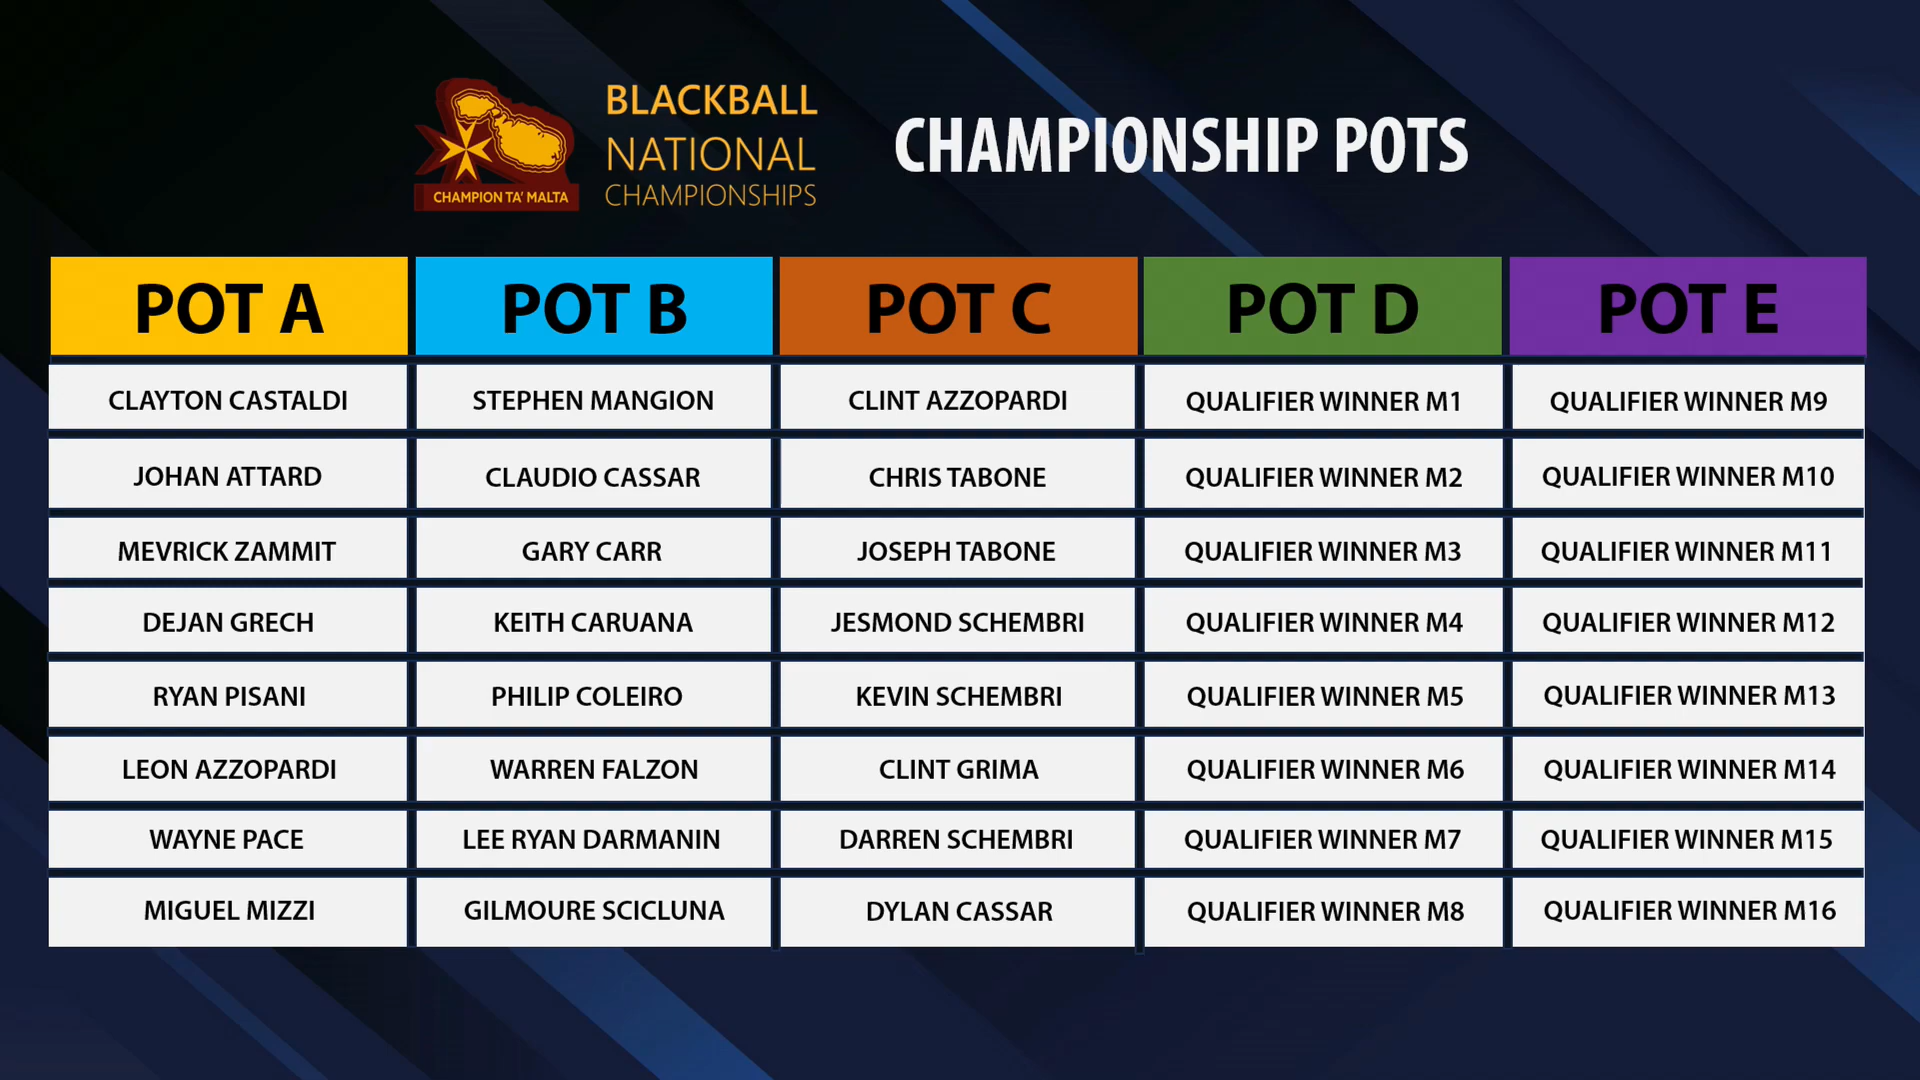 BLACKBALL
NATIONAL
CHAMPIONSHIPS
CHAMPION TA' MALTA
CHAMPIONSHIP POTS
POT A POT B POT C POT D POT E
CLAYTON CASTALDI STEPHEN MANGION CLINT AZZOPARDI QUALIFIER WINNER M1 QUALIFIER WINNER M9
JOHAN ATTARD CLAUDIO CASSAR CHRIS TABONE QUALIFIER WINNER M2 QUALIFIER WINNER M10
MEVRICK ZAMMIT GARY CARR JOSEPH TABONE QUALIFIER WINNER M3 QUALIFIER WINNER M11
DEJAN GRECH KEITH CARUANA JESMOND SCHEMBRI QUALIFIER WINNER M4 QUALIFIER WINNER M12
RYAN PISANI PHILIP COLEIRO KEVIN SCHEMBRI QUALIFIER WINNER M5 QUALIFIER WINNER M13
LEON AZZOPARDI WARREN FALZON CLINT GRIMA QUALIFIER WINNER M6 QUALIFIER WINNER M14
WAYNE PACE LEE RYAN DARMANIN DARREN SCHEMBRI QUALIFIER WINNER M7 QUALIFIER WINNER M15
MIGUEL MIZZI GILMOURE SCICLUNA DYLAN CASSAR QUALIFIER WINNER M8 QUALIFIER WINNER M16